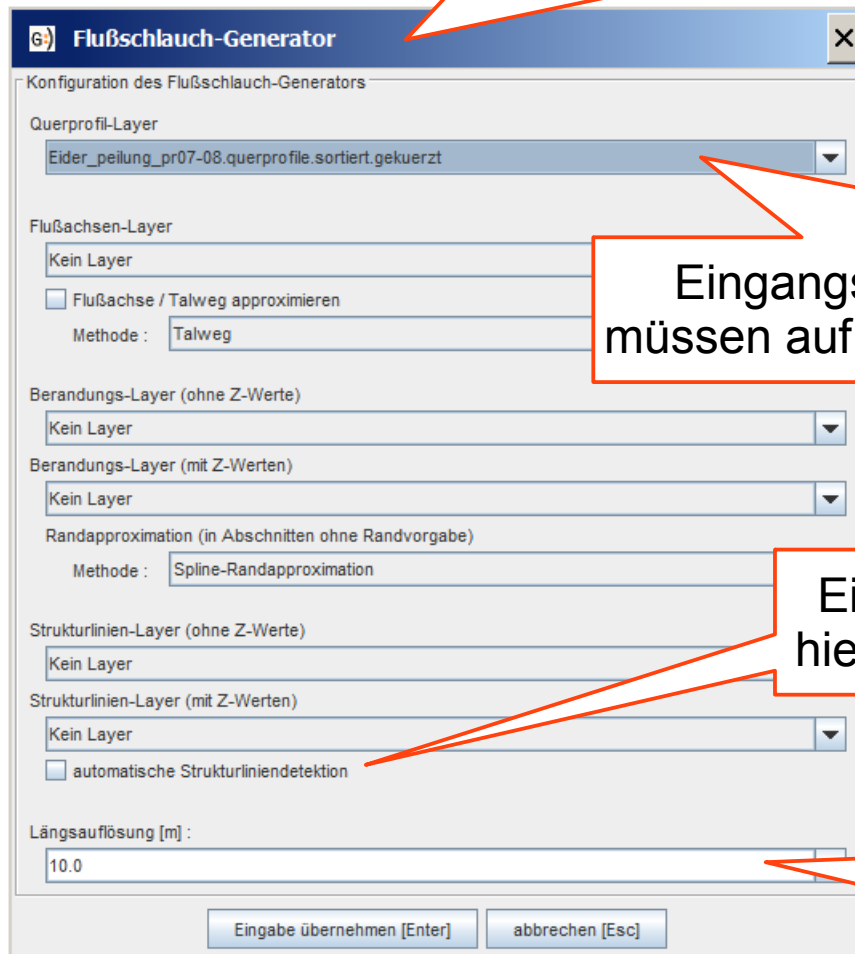 Flußschlauch-Generator
Konfiguration des Flußschlauch-Generators
Querprofil-Layer
Eider_peilung_pr07-08.querprofile.sortiert.gekuerzt
Flußachsen-Layer
Kein Layer
Flußachse / Talweg approximieren
Methode : Talweg
Eingangs
müssen auf
Berandungs-Layer (ohne Z-Werte)
Kein Layer
Berandungs-Layer (mit Z-Werten)
Kein Layer
Randapproximation (in Abschnitten ohne Randvorgabe)
Methode : Spline-Randapproximation
Strukturlinien-Layer (ohne Z-Werte)
Kein Layer
Strukturlinien-Layer (mit Z-Werten)
Kein Layer
automatische Strukturliniendetektion
Längsauflösung [m] :
10.0
Eingabe übernehmen [Enter] abbrechen [Esc]